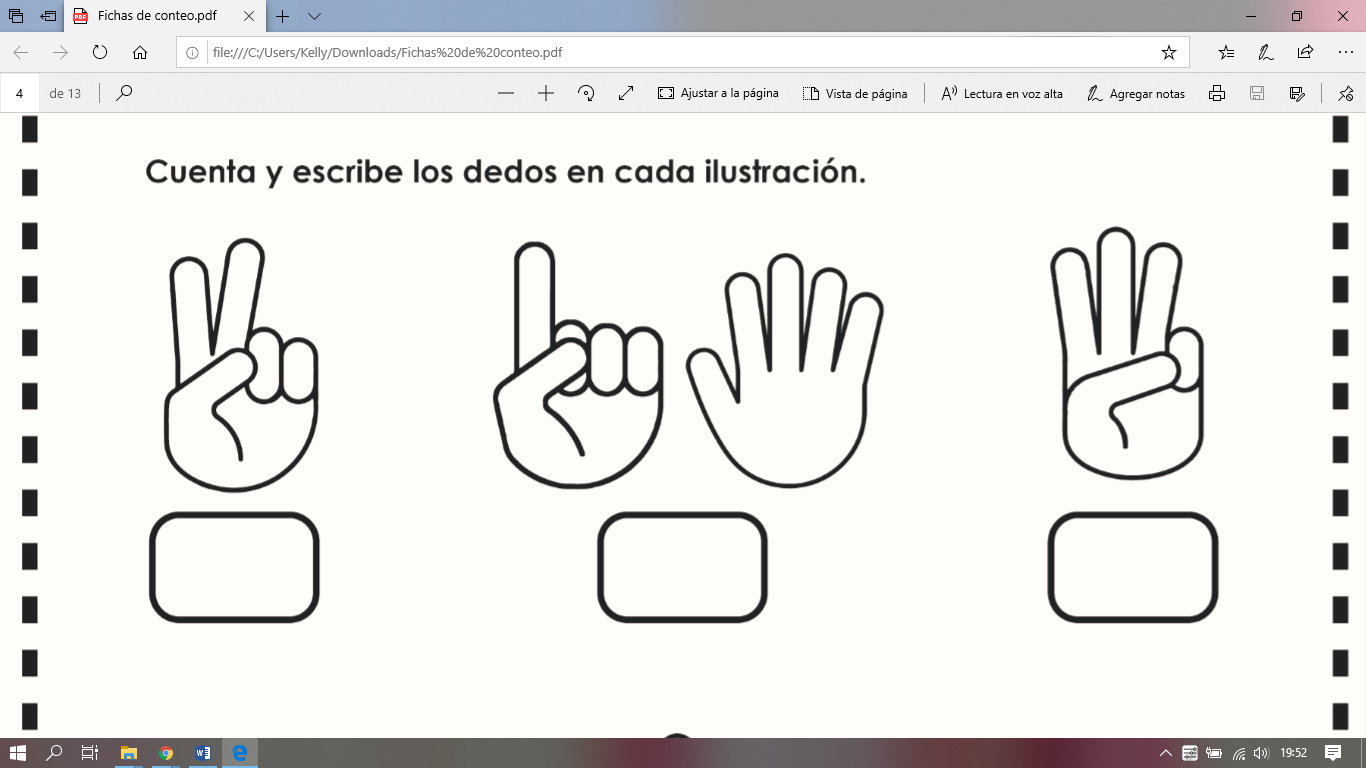 Fichas de conteo.pdf
file:///C:/Users/Kelly/Downloads/Fichas%20de%20conteo.pdf
4 de 13 Ajustar a la página Vista de página Lectura en voz alta Agregar notas
Cuenta y escribe los dedos en cada ilustración.
19:52